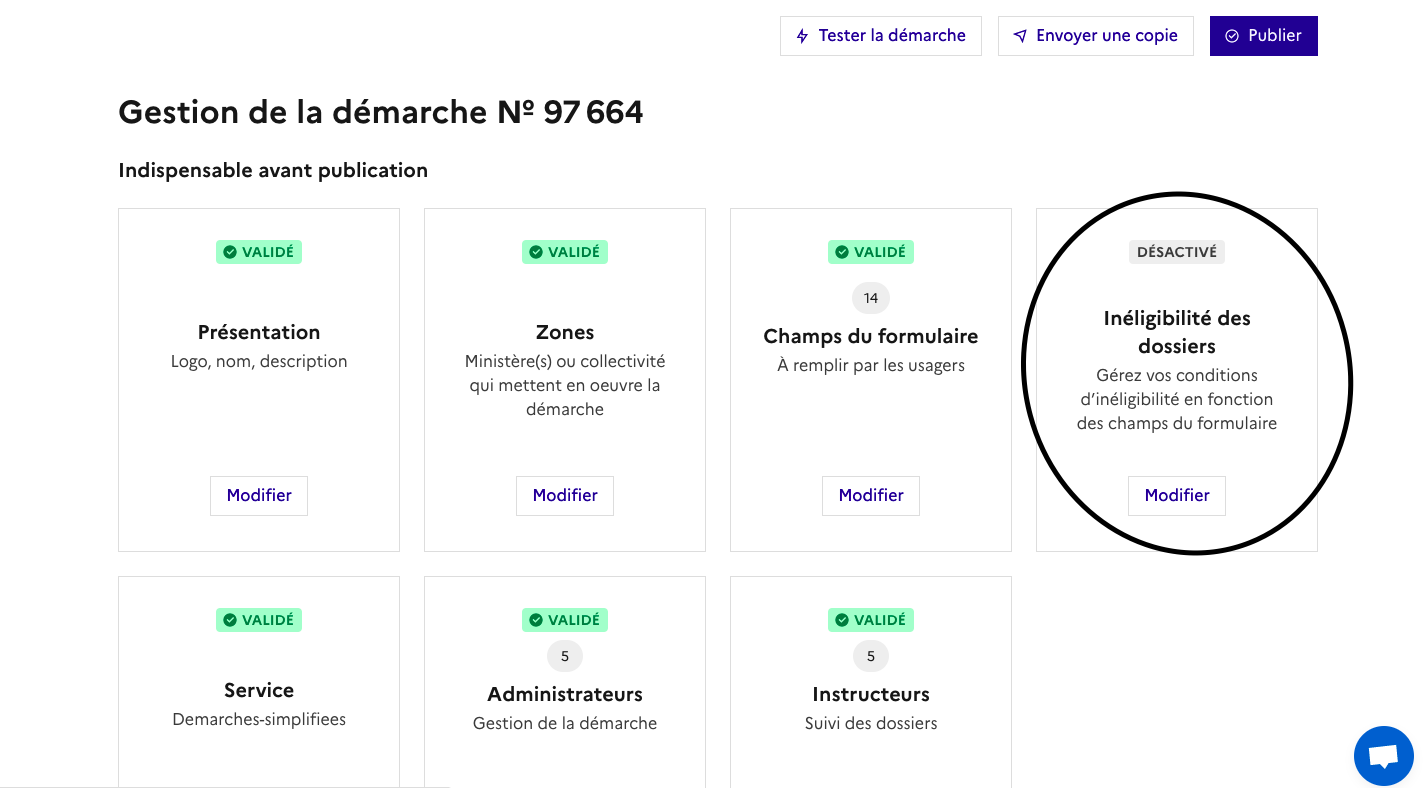 Tester la démarche
Envoyer une copie
Publier
Gestion de la démarche Nº 97 664
Indispensable avant publication
VALIDÉ
Présentation
Logo, nom, description
Modifier
VALIDÉ
Zones
Ministère(s) ou collectivité
qui mettent en oeuvre la
démarche
Modifier
VALIDÉ
14
Champs du formulaire
À remplir par les usagers
Modifier
DÉSACTIVÉ
Inéligibilité des
dossiers
Gérez vos conditions
d’inéligibilité en fonction
des champs du formulaire
Modifier
VALIDÉ
Service
Demarches-simplifiees
VALIDÉ
5
Administrateurs
Gestion de la démarche
VALIDÉ
5
Instructeurs
Suivi des dossiers